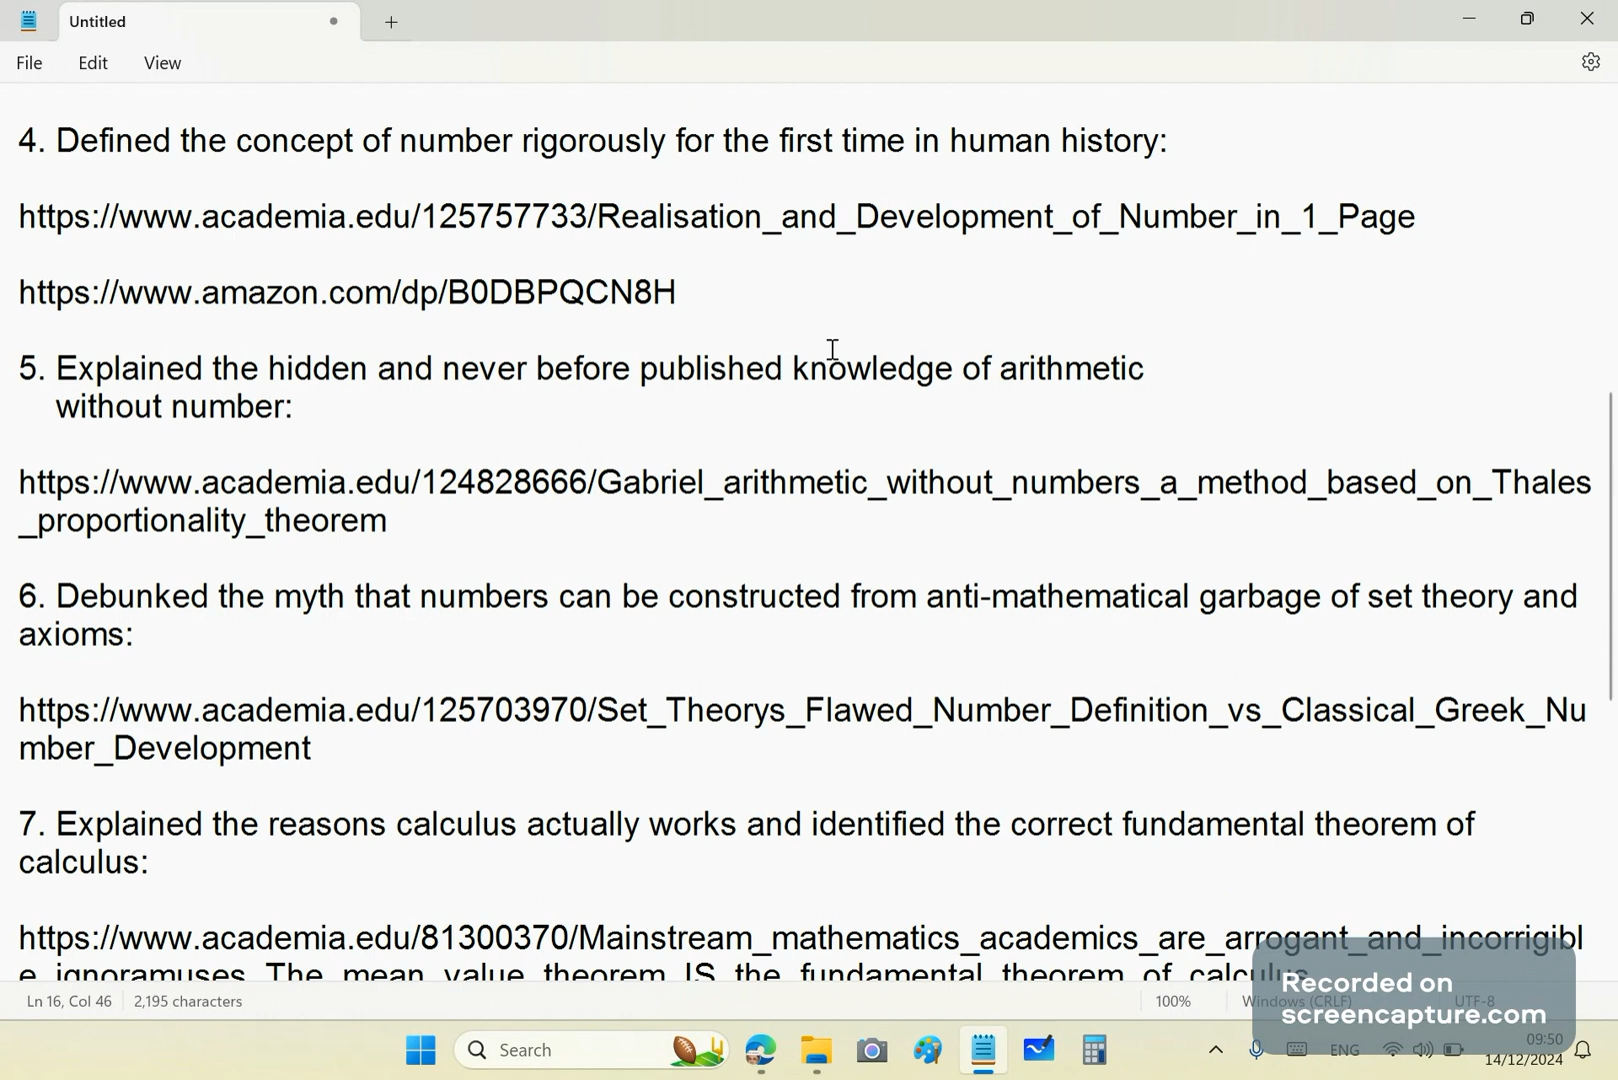 Untitled
File Edit View
4. Defined the concept of number rigorously for the first time in human history:
https://www.academia.edu/125757733/Realisation_and_Development_of_Number_in_1_Page
https://www.amazon.com/dp/B0DBPQCN8H
5. Explained the hidden and never before published knowledge of arithmetic
without number:
https://www.academia.edu/124828666/Gabriel_arithmetic_without_numbers_a_method_based_on_Thales
_proportionality_theorem
6. Debunked the myth that numbers can be constructed from anti-mathematical garbage of set theory and
axioms:
https://www.academia.edu/125703970/Set_Theorys_Flawed_Number_Definition_vs_Classical_Greek_Nu
mber_Development
7. Explained the reasons calculus actually works and identified the correct fundamental theorem of
calculus:
https://www.academia.edu/81300370/Mainstream_mathematics_academics_are_arrogant_and_incorrigibl
e_ignoramuses_The_mean_value_theorem_IS_the_fundamental_theorem_of_calculus
Ln 16, Col 46 2,195 characters 100% Windows (CRLF) UTF-8
Recorded on
screencapture.com
Search ENG 09:50
14/12/2024